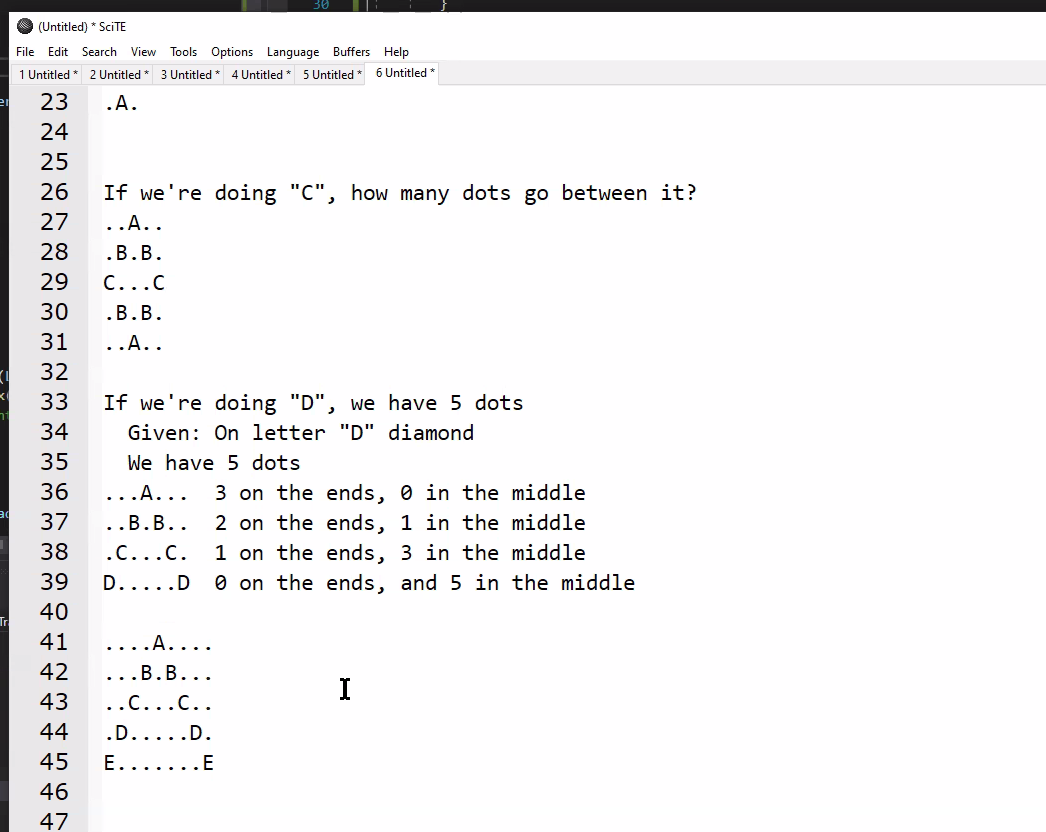 30 }
(Untitled) * SciTE
File Edit Search View Tools Options Language Buffers Help
1 Untitled * 2 Untitled * 3 Untitled * 4 Untitled * 5 Untitled * 6 Untitled *
23 .A.
24
25
26 If we're doing "C", how many dots go between it?
27 ..A..
28 .B.B.
29 C...C
30 .B.B.
31 ..A..
32
33 If we're doing "D", we have 5 dots
34 Given: On letter "D" diamond
35 We have 5 dots
36 ...A... 3 on the ends, 0 in the middle
37 ..B.B.. 2 on the ends, 1 in the middle
38 .C...C. 1 on the ends, 3 in the middle
39 D.....D 0 on the ends, and 5 in the middle
40
41 ....A....
42 ...B.B...
43 ..C...C..
44 .D.....D.
45 E.......E
46
47